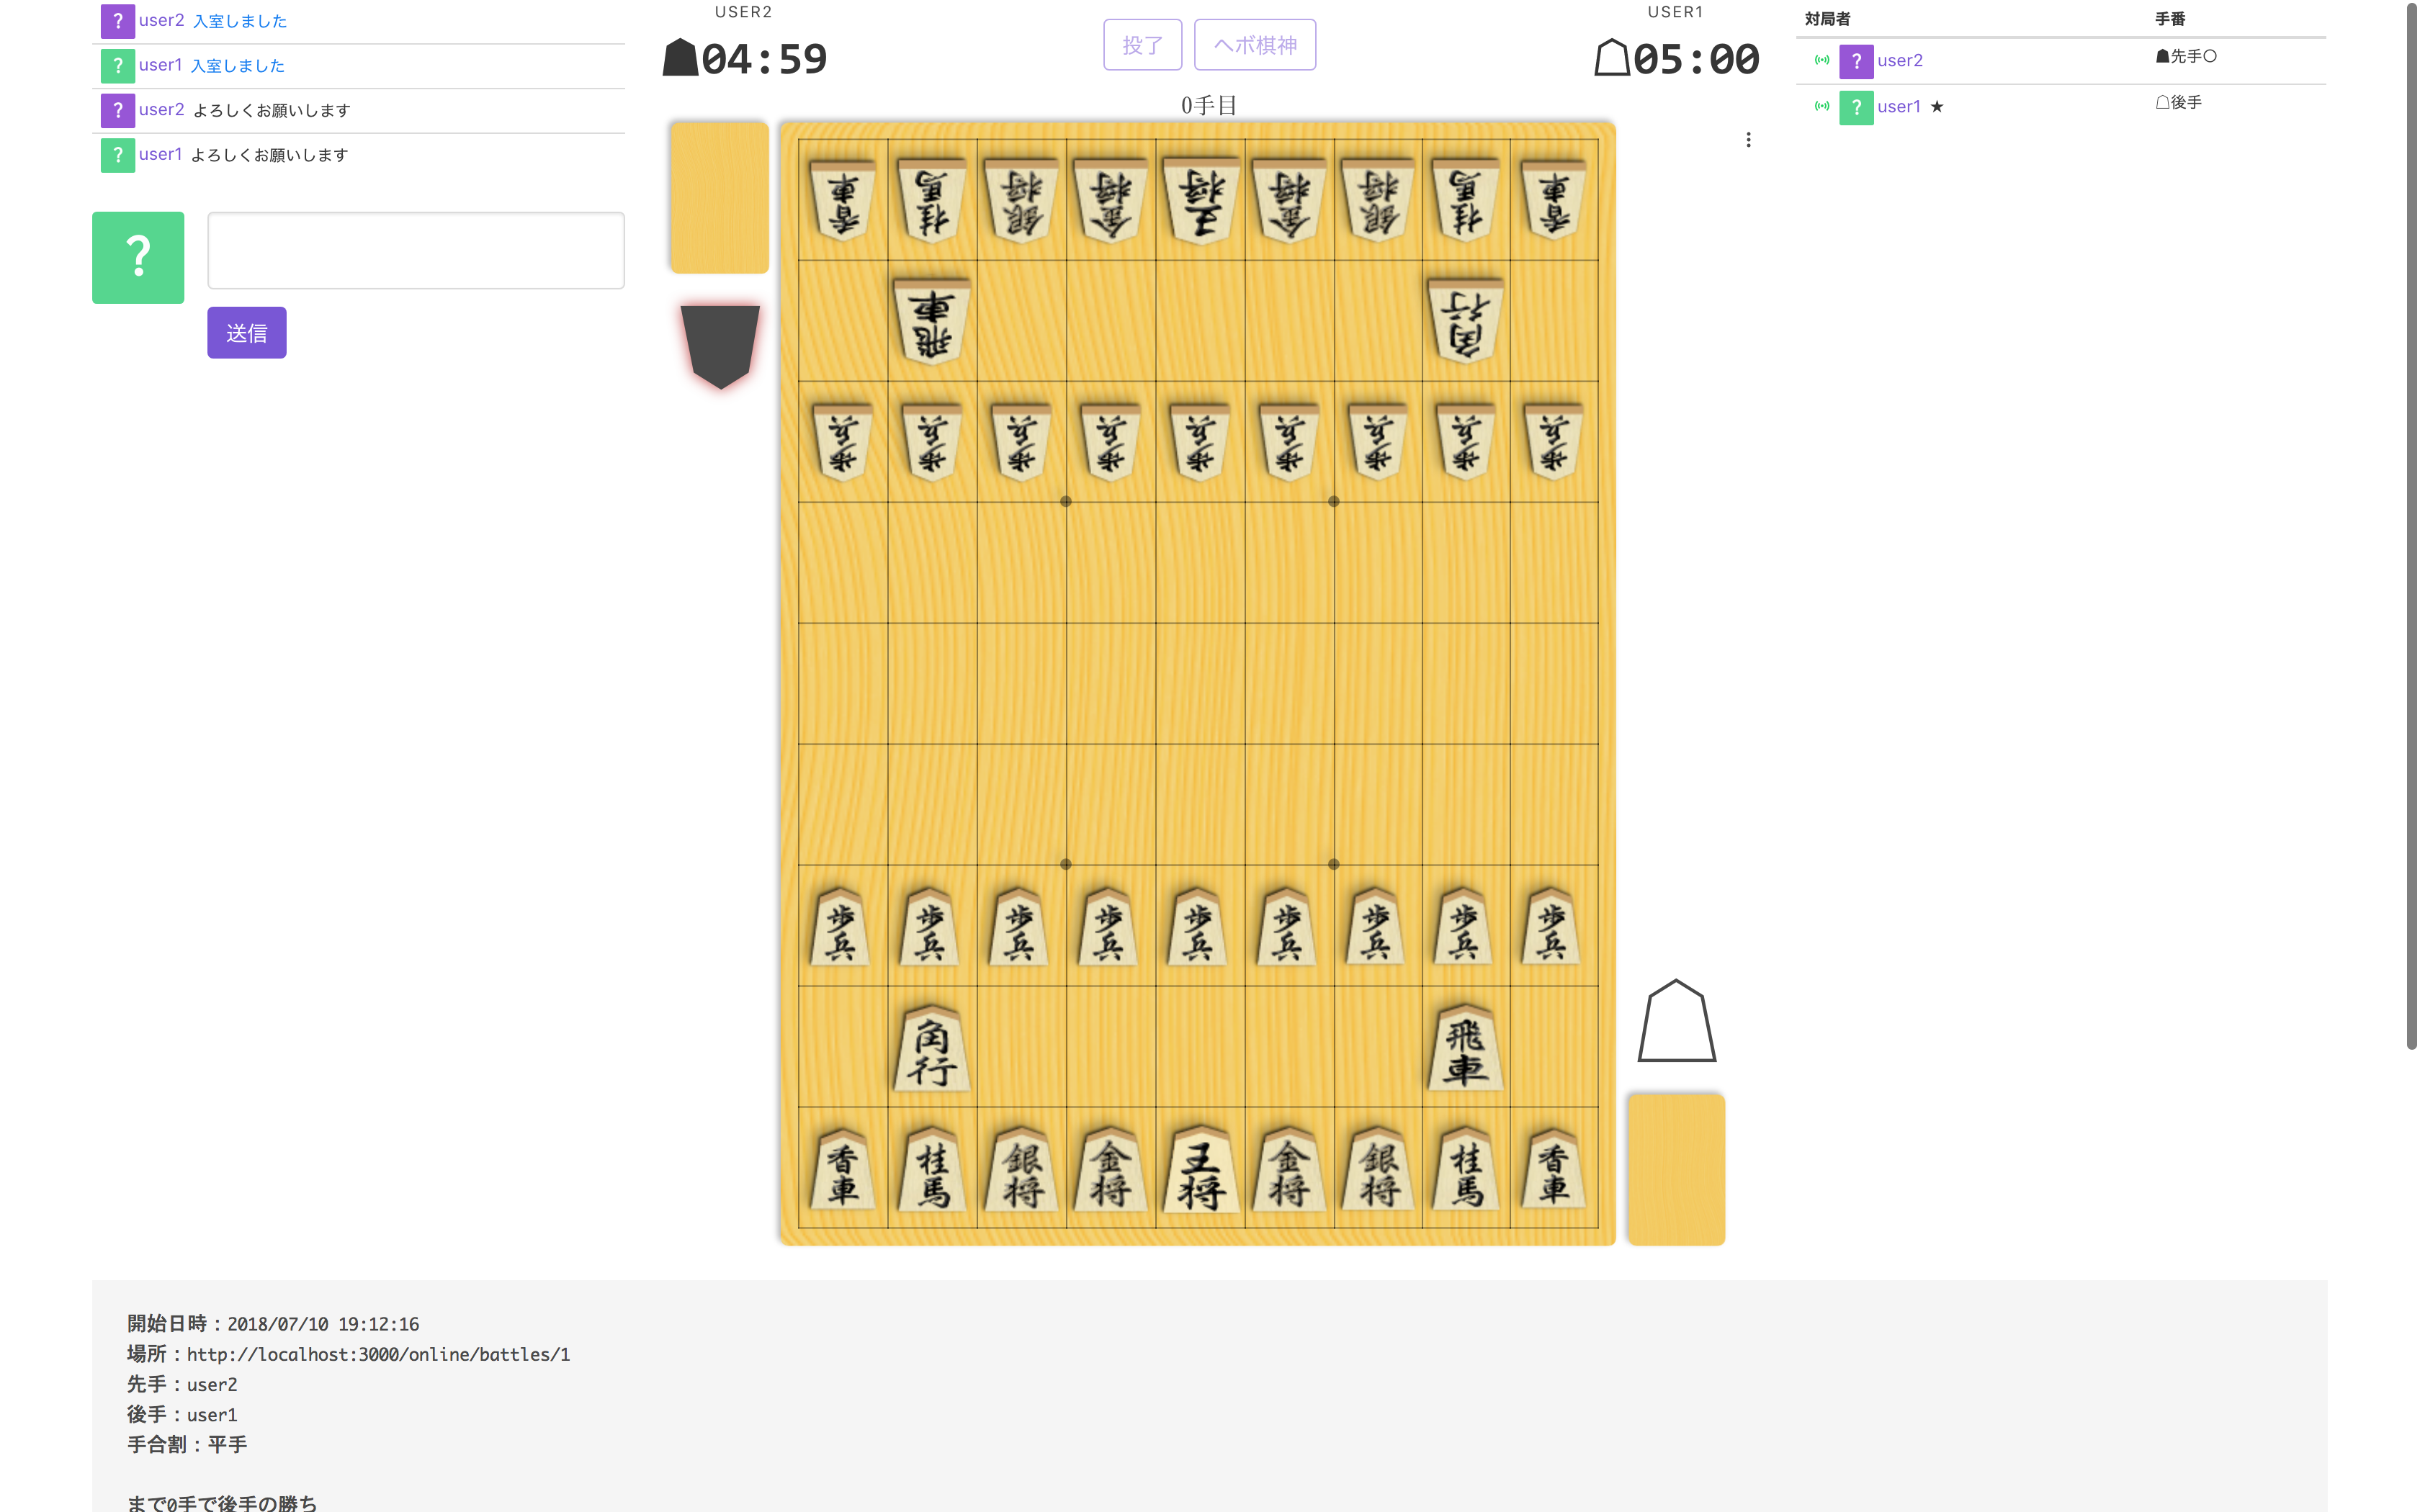 ? user2 入室しました
? user1 入室しました
? user2 よろしくお願いします
? user1 よろしくお願いします
?
送信
USER2
04:59
投了 ヘボ棋神
USER1
05:00
0手目
香車 桂馬 銀将 金将 王将 金将 銀将 桂馬 香車
飛車 角行
歩兵 歩兵 歩兵 歩兵 歩兵 歩兵 歩兵 歩兵 歩兵
歩兵 歩兵 歩兵 歩兵 歩兵 歩兵 歩兵 歩兵 歩兵
角行 飛車
香車 桂馬 銀将 金将 王将 金将 銀将 桂馬 香車
対局者 手番
? user2 ☗先手○
? user1 ★ ☖後手
開始日時：2018/07/10 19:12:16
場所：http://localhost:3000/online/battles/1
先手：user2
後手：user1
手合割：平手
まで0手で後手の勝ち